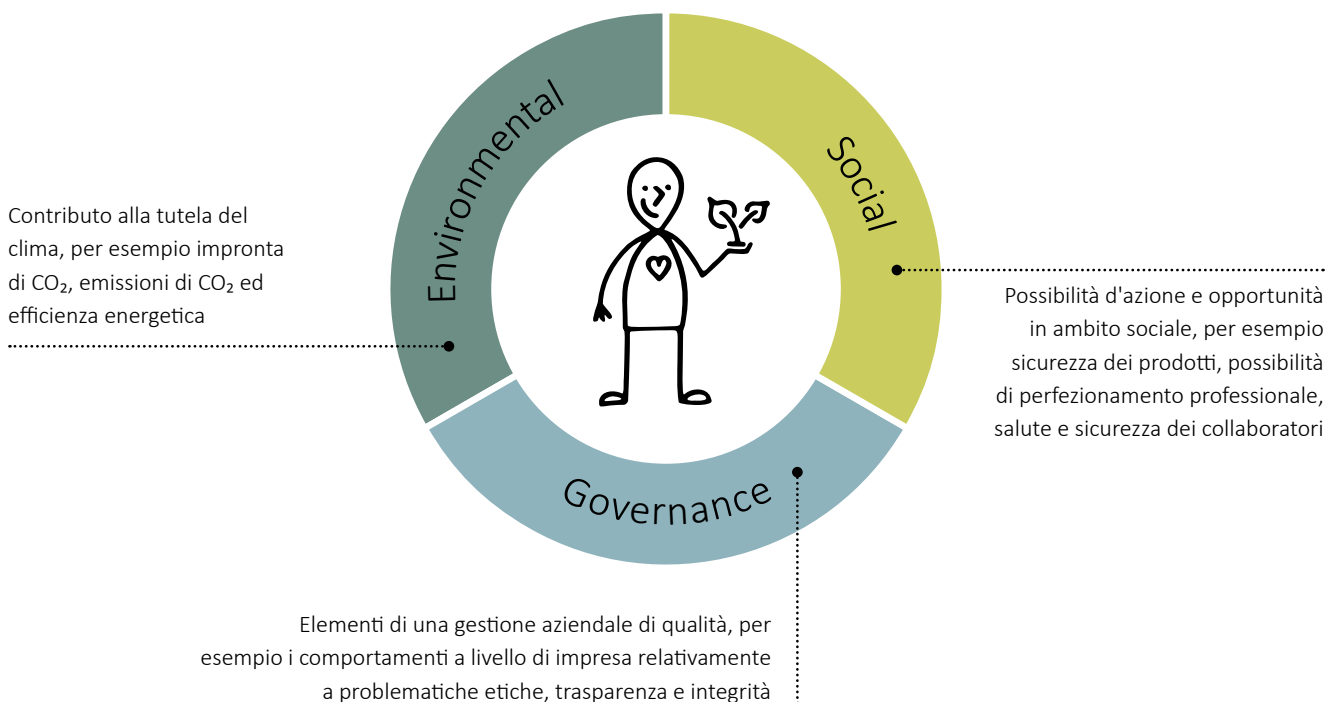 Environmental
Social
Contributo alla tutela del
clima, per esempio impronta
di CO₂, emissioni di CO₂ ed
efficienza energetica
Possibilità d'azione e opportunità
in ambito sociale, per esempio
sicurezza dei prodotti, possibilità
di perfezionamento professionale,
salute e sicurezza dei collaboratori
Governance
Elementi di una gestione aziendale di qualità, per
esempio i comportamenti a livello di impresa relativamente
a problematiche etiche, trasparenza e integrità